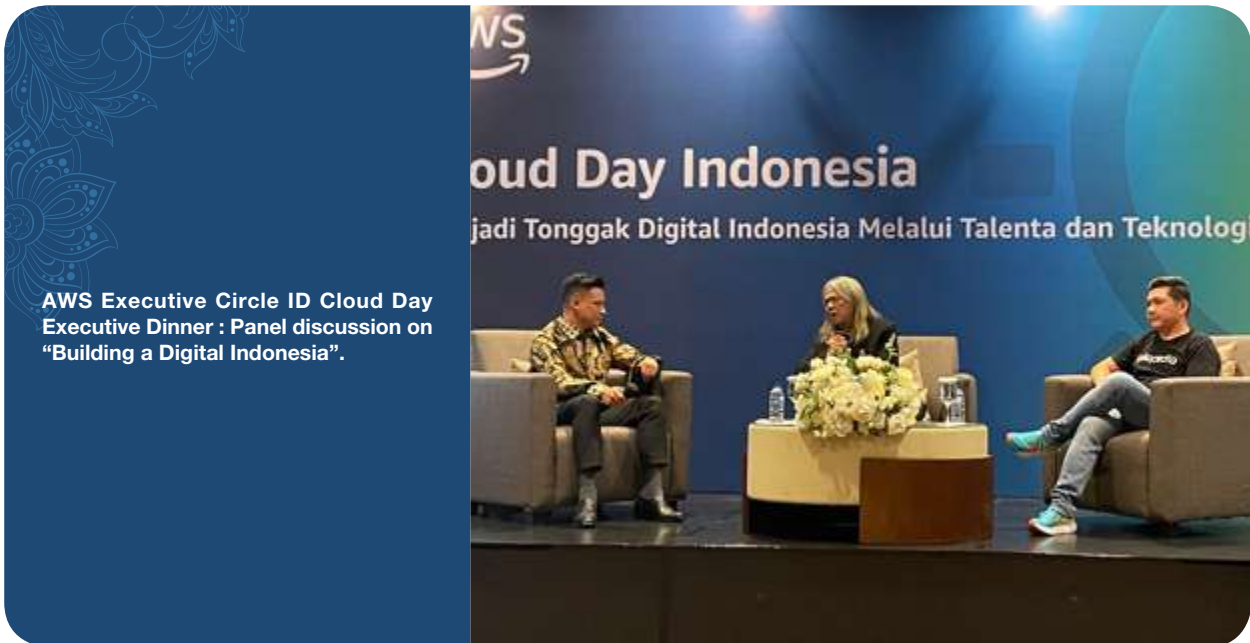 AWS Executive Circle ID Cloud Day
Executive Dinner : Panel discussion on
“Building a Digital Indonesia”.
WS
oud Day Indonesia
jadi Tonggak Digital Indonesia Melalui Talenta dan Teknologi